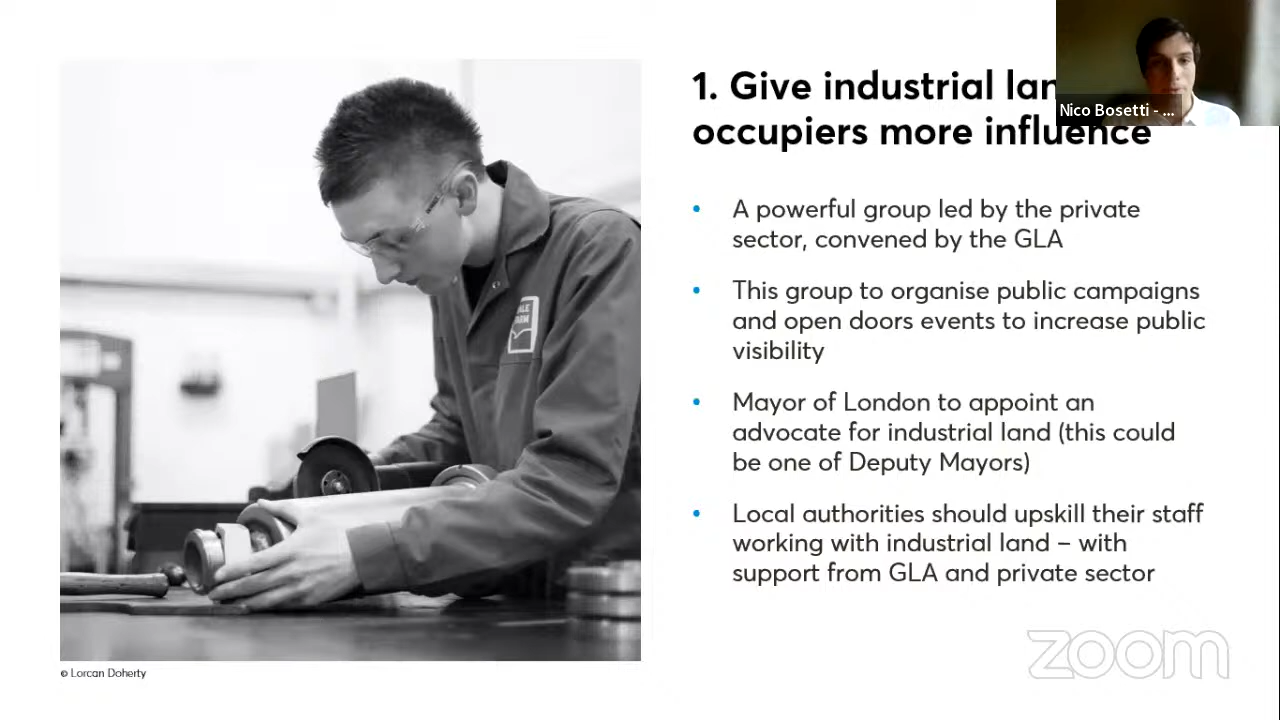 1. Give industrial lan
occupiers more influence
Nico Bosetti - ...
• A powerful group led by the private
sector, convened by the GLA
• This group to organise public campaigns
and open doors events to increase public
visibility
• Mayor of London to appoint an
advocate for industrial land (this could
be one of Deputy Mayors)
• Local authorities should upskill their staff
working with industrial land – with
support from GLA and private sector
© Lorcan Doherty
zoom